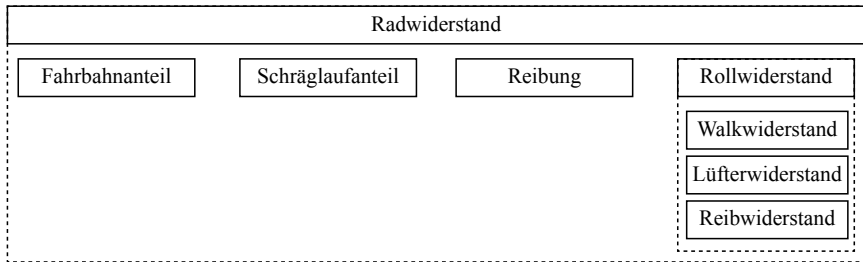 Radwiderstand
Fahrbahnanteil Schräglaufanteil Reibung Rollwiderstand
Walkwiderstand
Lüfterwiderstand
Reibwiderstand